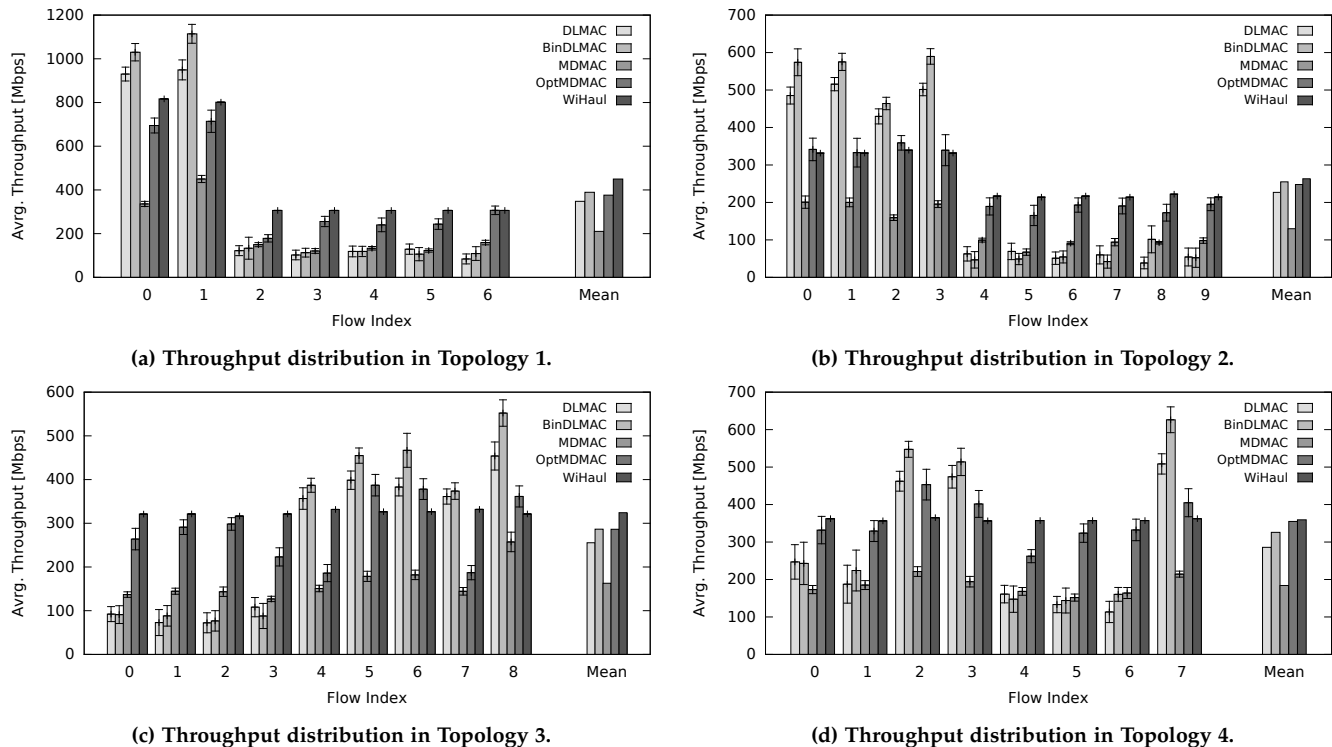 1200
1000
800
600
400
200
0
Avrg. Throughput [Mbps]
DLMAC
BinDLMAC
MDMAC
OptMDMAC
WiHaul
0 1 2 3 4 5 6 Mean
Flow Index
(a) Throughput distribution in Topology 1.
700
600
500
400
300
200
100
0
Avrg. Throughput [Mbps]
DLMAC
BinDLMAC
MDMAC
OptMDMAC
WiHaul
0 1 2 3 4 5 6 7 8 9 Mean
Flow Index
(b) Throughput distribution in Topology 2.
600
500
400
300
200
100
0
Avrg. Throughput [Mbps]
DLMAC
BinDLMAC
MDMAC
OptMDMAC
WiHaul
0 1 2 3 4 5 6 7 8 Mean
Flow Index
(c) Throughput distribution in Topology 3.
700
600
500
400
300
200
100
0
Avrg. Throughput [Mbps]
DLMAC
BinDLMAC
MDMAC
OptMDMAC
WiHaul
0 1 2 3 4 5 6 7 Mean
Flow Index
(d) Throughput distribution in Topology 4.